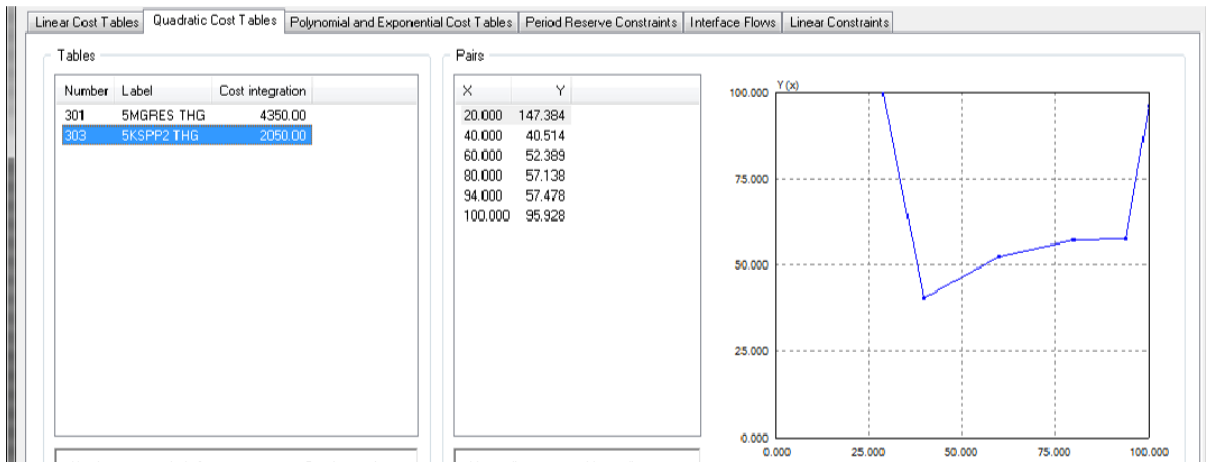 Linear Cost Tables Quadratic Cost Tables Polynomial and Exponential Cost Tables Period Reserve Constraints Interface Flows Linear Constraints
Tables
Number Label Cost integration
301 5MGRES THG 4350.00
303 5KSPP2 THG 2050.00
Pairs
X Y
20.000 147.384
40.000 40.514
60.000 52.389
80.000 57.138
94.000 57.478
100.000 95.928
Y (x)
100.000
75.000
50.000
25.000
0.000
0.000 25.000 50.000 75.000 100.000